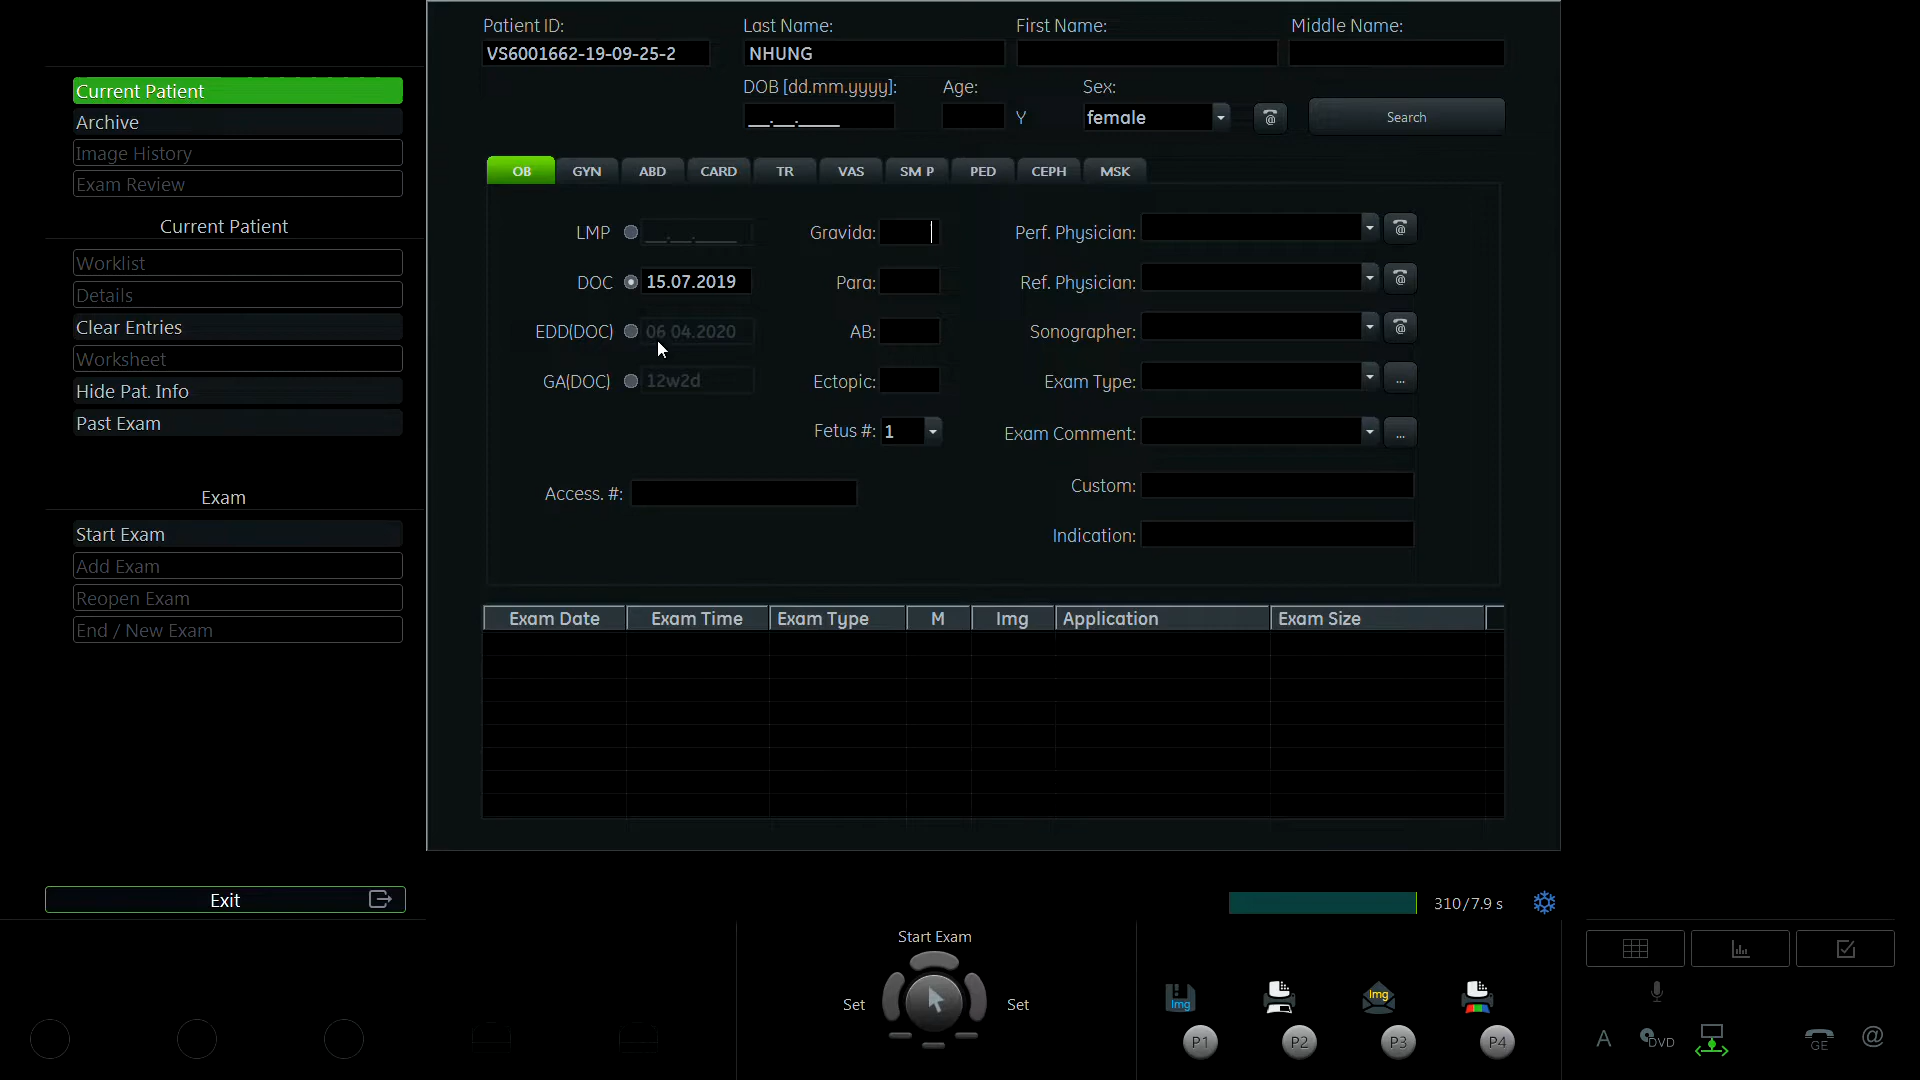 Patient ID: Last Name: First Name: Middle Name:
VS6001662-19-09-25-2 NHUNG
DOB [dd.mm.yyyy]: Age: Sex:
__.__.____ Y female Search
Current Patient
Archive
Image History
Exam Review
Current Patient
Worklist
Details
Clear Entries
Worksheet
Hide Pat. Info
Past Exam
Exam
Start Exam
Add Exam
Reopen Exam
End / New Exam
Exit
OB GYN ABD CARD TR VAS SM P PED CEPH MSK
LMP __.__.____ Gravida: Perf. Physician:
DOC 15.07.2019 Para: Ref. Physician:
EDD(DOC) 06.04.2020 AB: Sonographer:
GA(DOC) 12w2d Ectopic: Exam Type: ...
Fetus #: 1 Exam Comment: ...
Access. #: Custom:
Indication:
Exam Date Exam Time Exam Type M Img Application Exam Size
310/7.9 s
Start Exam
Set Set
Img Img
P1 P2 P3 P4
A DVD GE @